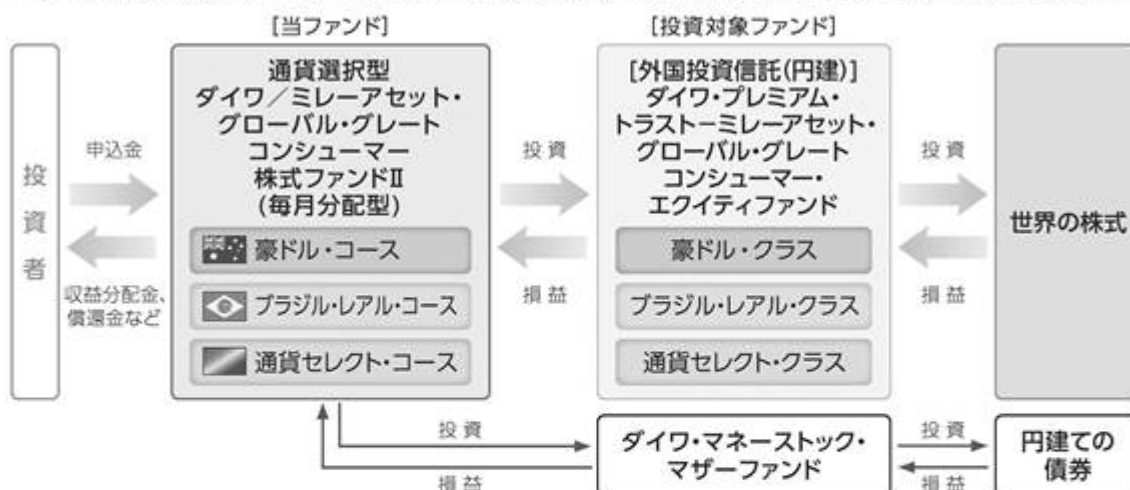 [当ファンド]
[投資対象ファンド]
投資者
申込金
収益分配金、
償還金など
通貨選択型
ダイワ/ミレーアセット・
グローバル・グレート
コンシューマー
株式ファンドⅡ
(毎月分配型)
豪ドル・コース
ブラジル・レアル・コース
通貨セレクト・コース
投資
損益
[外国投資信託(円建)]
ダイワ・プレミアム・
トラスト−ミレーアセット・
グローバル・グレート
コンシューマー・
エクイティファンド
豪ドル・クラス
ブラジル・レアル・クラス
通貨セレクト・クラス
投資
損益
世界の株式
投資
損益
ダイワ・マネーストック・
マザーファンド
投資
損益
円建ての
債券